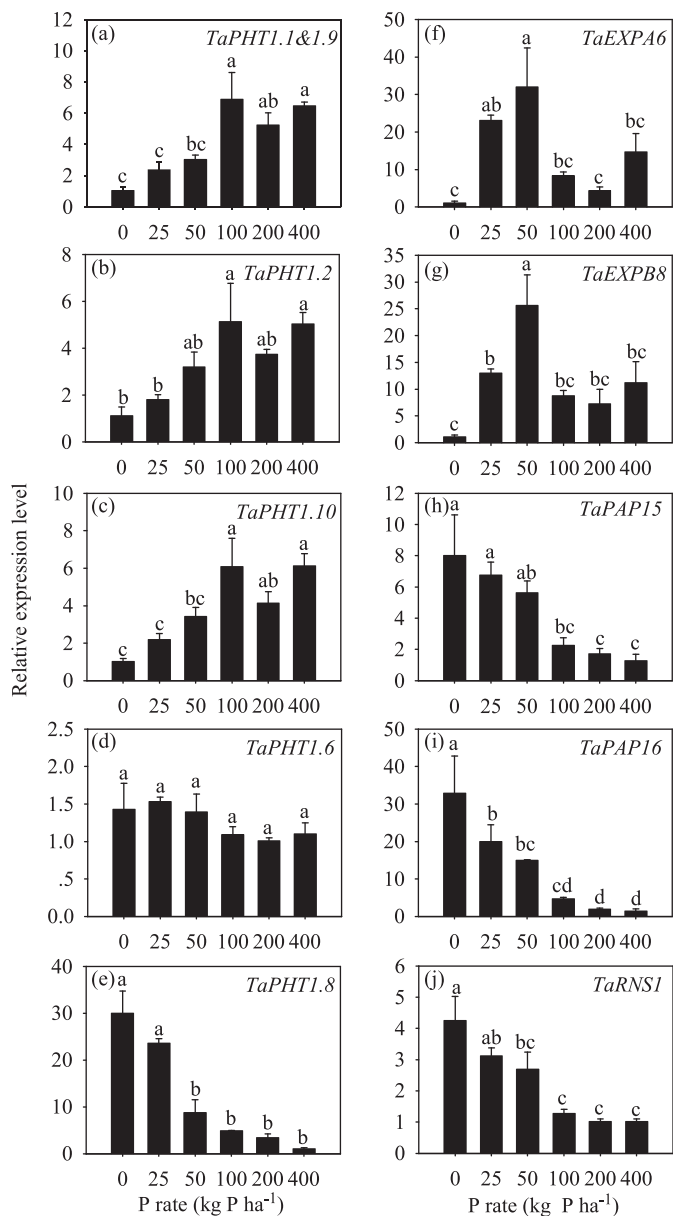 Relative expression level
(a) TaPHT1.1&1.9
12
10
8
6
4
2
0
c c bc a ab a
0 25 50 100 200 400
(b) TaPHT1.2
8
6
4
2
0
b b ab a ab a
0 25 50 100 200 400
(c) TaPHT1.10
10
8
6
4
2
0
c c bc a ab a
0 25 50 100 200 400
(d) TaPHT1.6
2.5
2.0
1.5
1.0
.5
0.0
a a a a a a
0 25 50 100 200 400
(e) TaPHT1.8
40
30
20
10
0
a a b b b b
0 25 50 100 200 400
P rate (kg P ha-1)
(f) TaEXPA6
50
40
30
20
10
0
c ab a bc c bc
0 25 50 100 200 400
(g) TaEXPB8
35
30
25
20
15
10
5
0
c b a bc bc bc
0 25 50 100 200 400
(h) TaPAP15
12
10
8
6
4
2
0
a a ab bc c c
0 25 50 100 200 400
(i) TaPAP16
50
40
30
20
10
0
a b bc cd d d
0 25 50 100 200 400
(j) TaRNS1
6
5
4
3
2
1
0
a ab bc c c c
0 25 50 100 200 400
P rate (kg P ha-1)